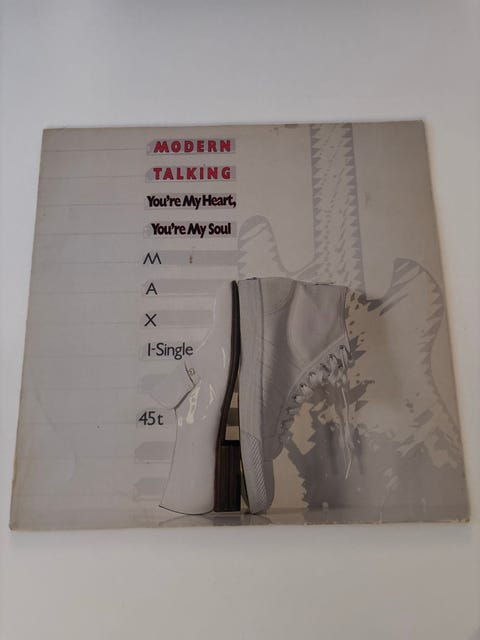 MODERN
TALKING
You're My Heart,
You're My Soul
M
A
X
I-Single
45t